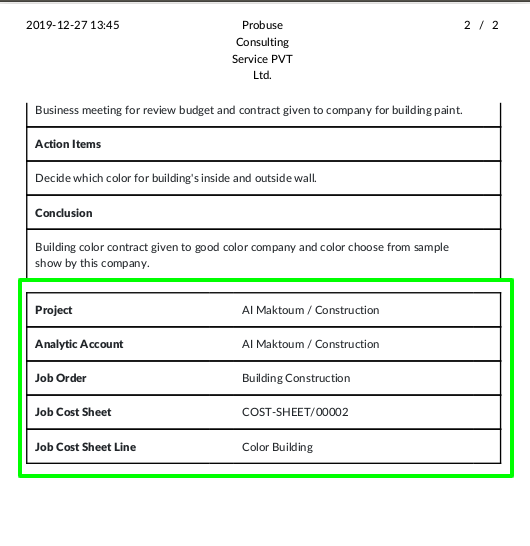 2019-12-27 13:45
Probuse
Consulting
Service PVT
Ltd.
2 / 2
Business meeting for review budget and contract given to company for building paint.
Action Items
Decide which color for building's inside and outside wall.
Conclusion
Building color contract given to good color company and color choose from sample
show by this company.
Project Al Maktoum / Construction
Analytic Account Al Maktoum / Construction
Job Order Building Construction
Job Cost Sheet COST-SHEET/00002
Job Cost Sheet Line Color Building